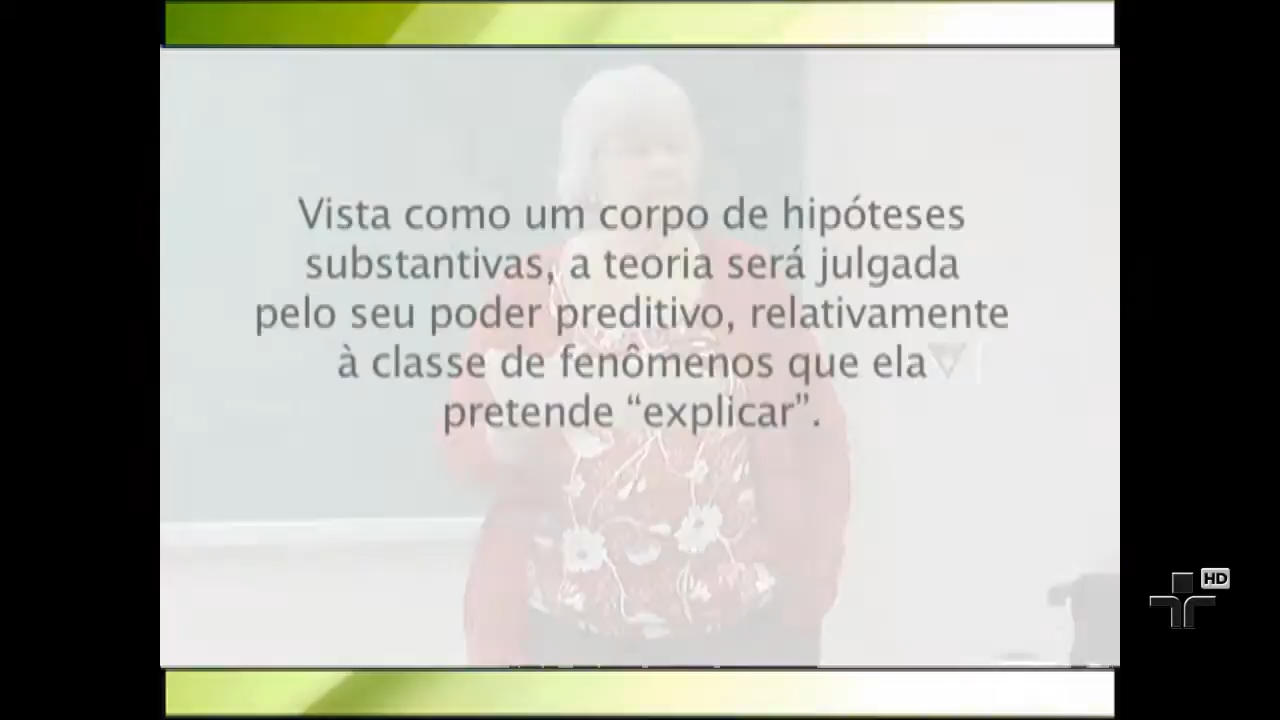 Vista como um corpo de hipóteses
substantivas, a teoria será julgada
pelo seu poder preditivo, relativamente
à classe de fenômenos que ela
pretende “explicar”.
HD